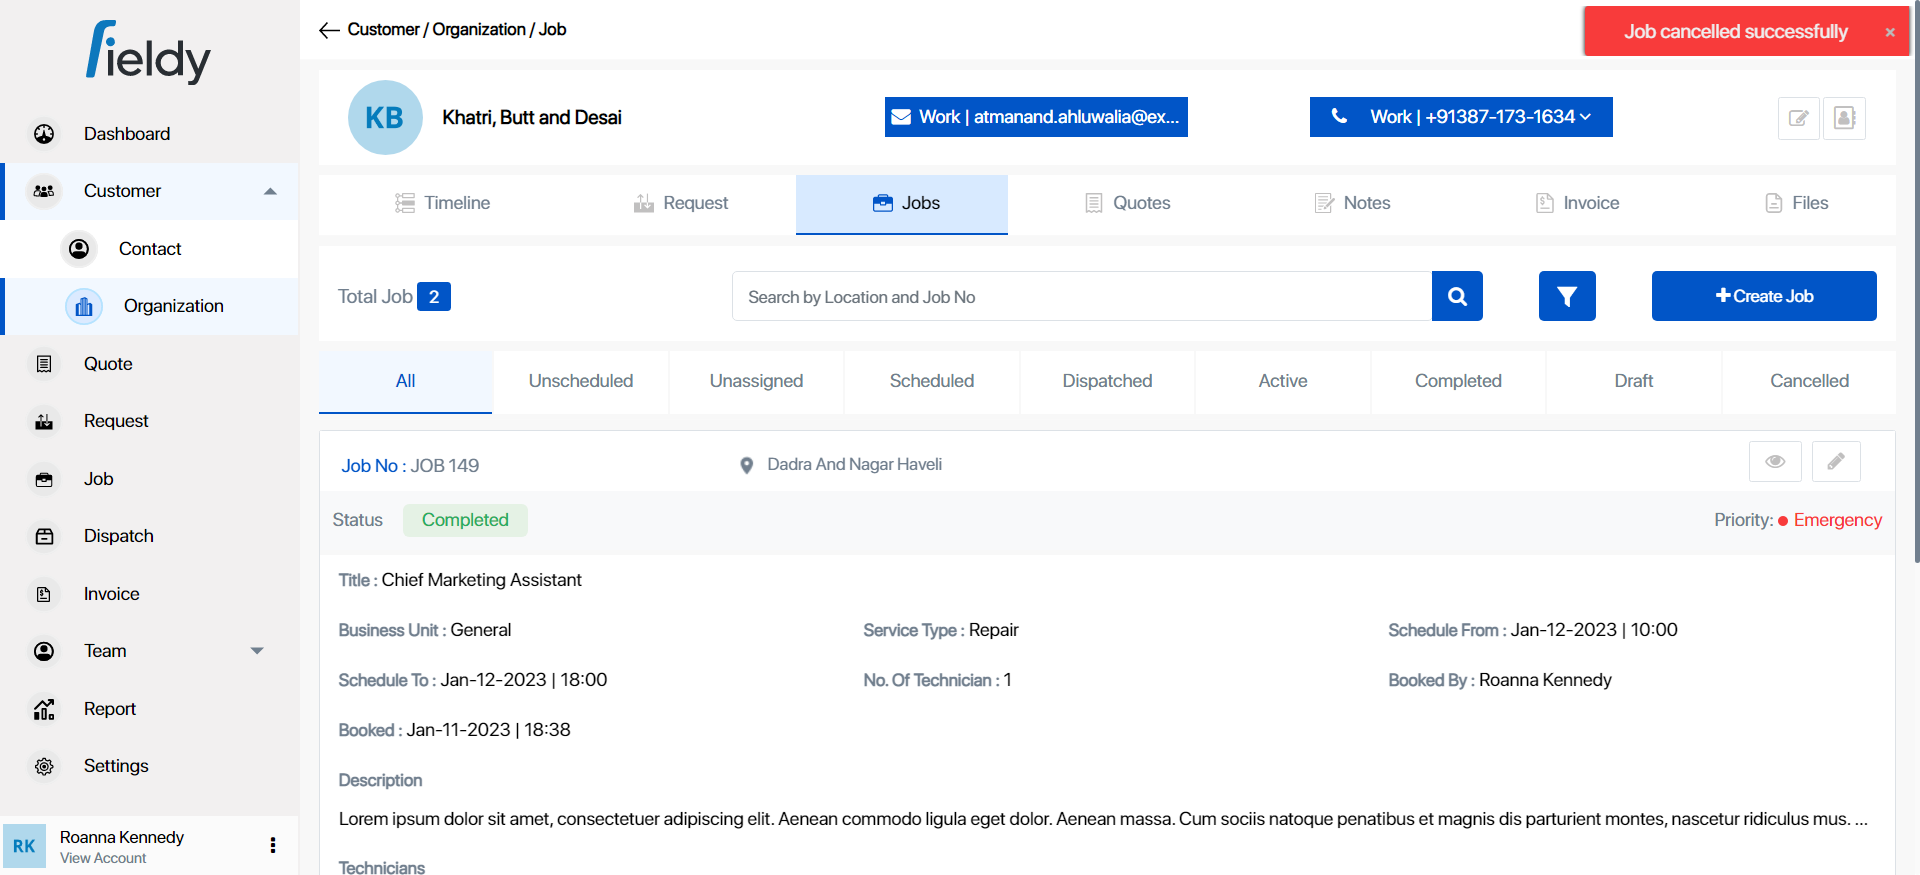 fieldy
Dashboard
Customer
Contact
Organization
Quote
Request
Job
Dispatch
Invoice
Team
Report
Settings
RK
Roanna Kennedy
View Account
Customer / Organization / Job
Job cancelled successfully ×
KB
Khatri, Butt and Desai
Work | atmanand.ahluwalia@ex...
Work | +91387-173-1634
Timeline
Request
Jobs
Quotes
Notes
Invoice
Files
Total Job 2
Search by Location and Job No
Create Job
All
Unscheduled
Unassigned
Scheduled
Dispatched
Active
Completed
Draft
Cancelled
Job No : JOB 149
Dadra And Nagar Haveli
Status Completed
Priority: Emergency
Title : Chief Marketing Assistant
Business Unit : General
Service Type : Repair
Schedule From : Jan-12-2023 | 10:00
Schedule To : Jan-12-2023 | 18:00
No. Of Technician : 1
Booked By : Roanna Kennedy
Booked : Jan-11-2023 | 18:38
Description
Lorem ipsum dolor sit amet, consectetuer adipiscing elit. Aenean commodo ligula eget dolor. Aenean massa. Cum sociis natoque penatibus et magnis dis parturient montes, nascetur ridiculus mus. ...
Technicians